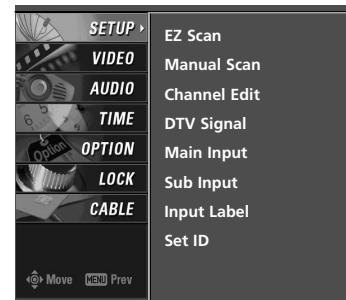 SETUP
VIDEO
AUDIO
TIME
OPTION
LOCK
CABLE
Move MENU Prev
EZ Scan
Manual Scan
Channel Edit
DTV Signal
Main Input
Sub Input
Input Label
Set ID